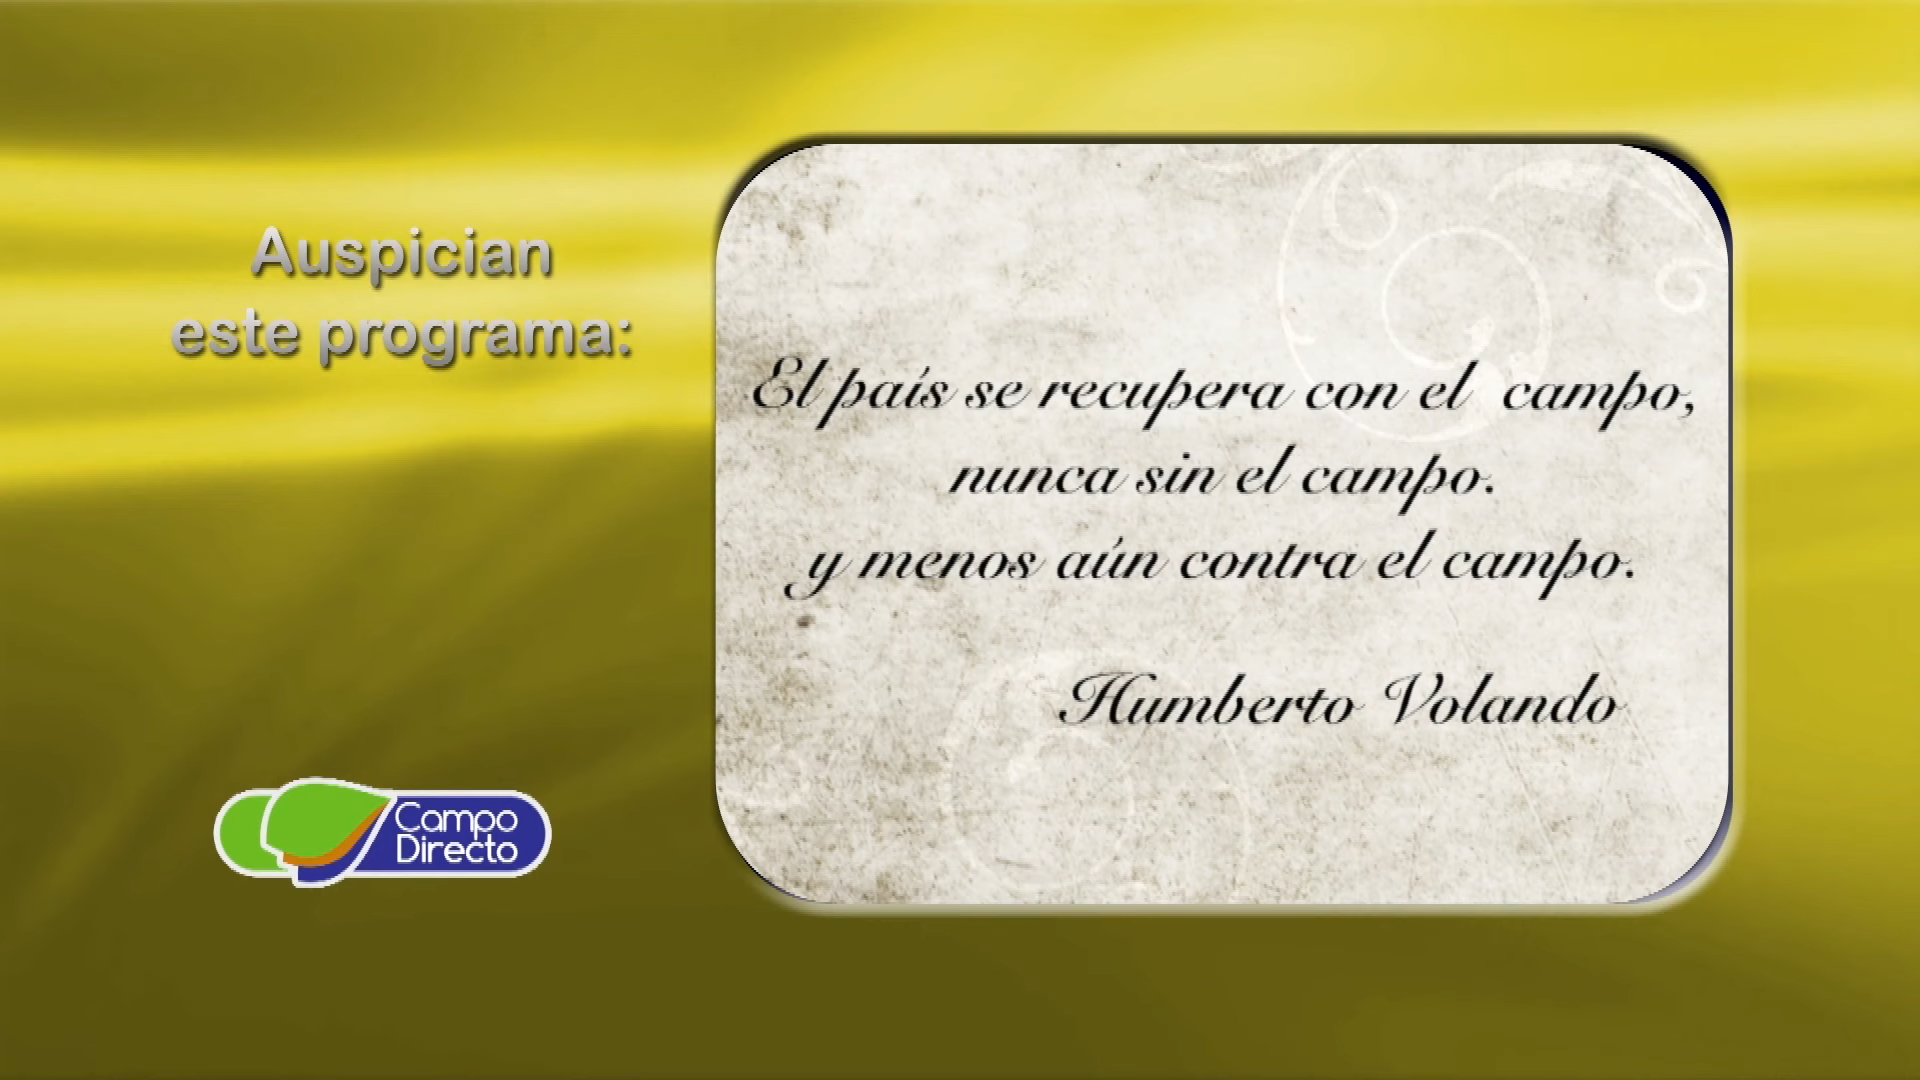 Auspician
este programa:
El país se recupera con el campo,
nunca sin el campo.
y menos aún contra el campo.
Humberto Volando
Campo
Directo